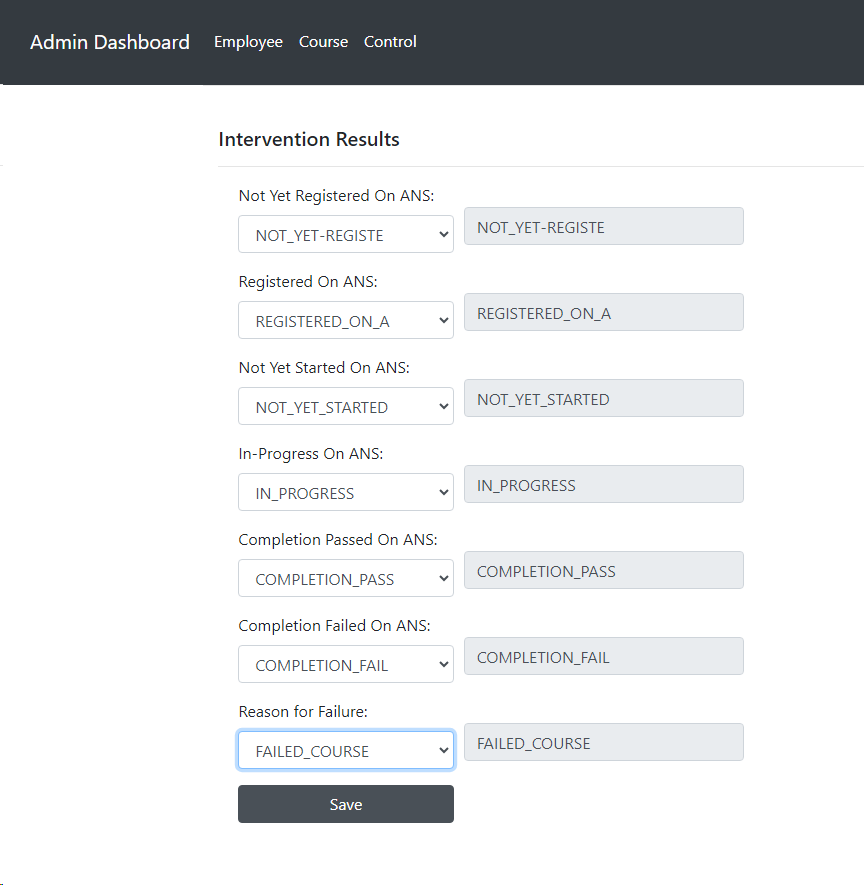 Admin Dashboard Employee Course Control
Intervention Results
Not Yet Registered On ANS:
NOT_YET-REGISTE NOT_YET-REGISTE
Registered On ANS:
REGISTERED_ON_A REGISTERED_ON_A
Not Yet Started On ANS:
NOT_YET_STARTED NOT_YET_STARTED
In-Progress On ANS:
IN_PROGRESS IN_PROGRESS
Completion Passed On ANS:
COMPLETION_PASS COMPLETION_PASS
Completion Failed On ANS:
COMPLETION_FAIL COMPLETION_FAIL
Reason for Failure:
FAILED_COURSE FAILED_COURSE
Save